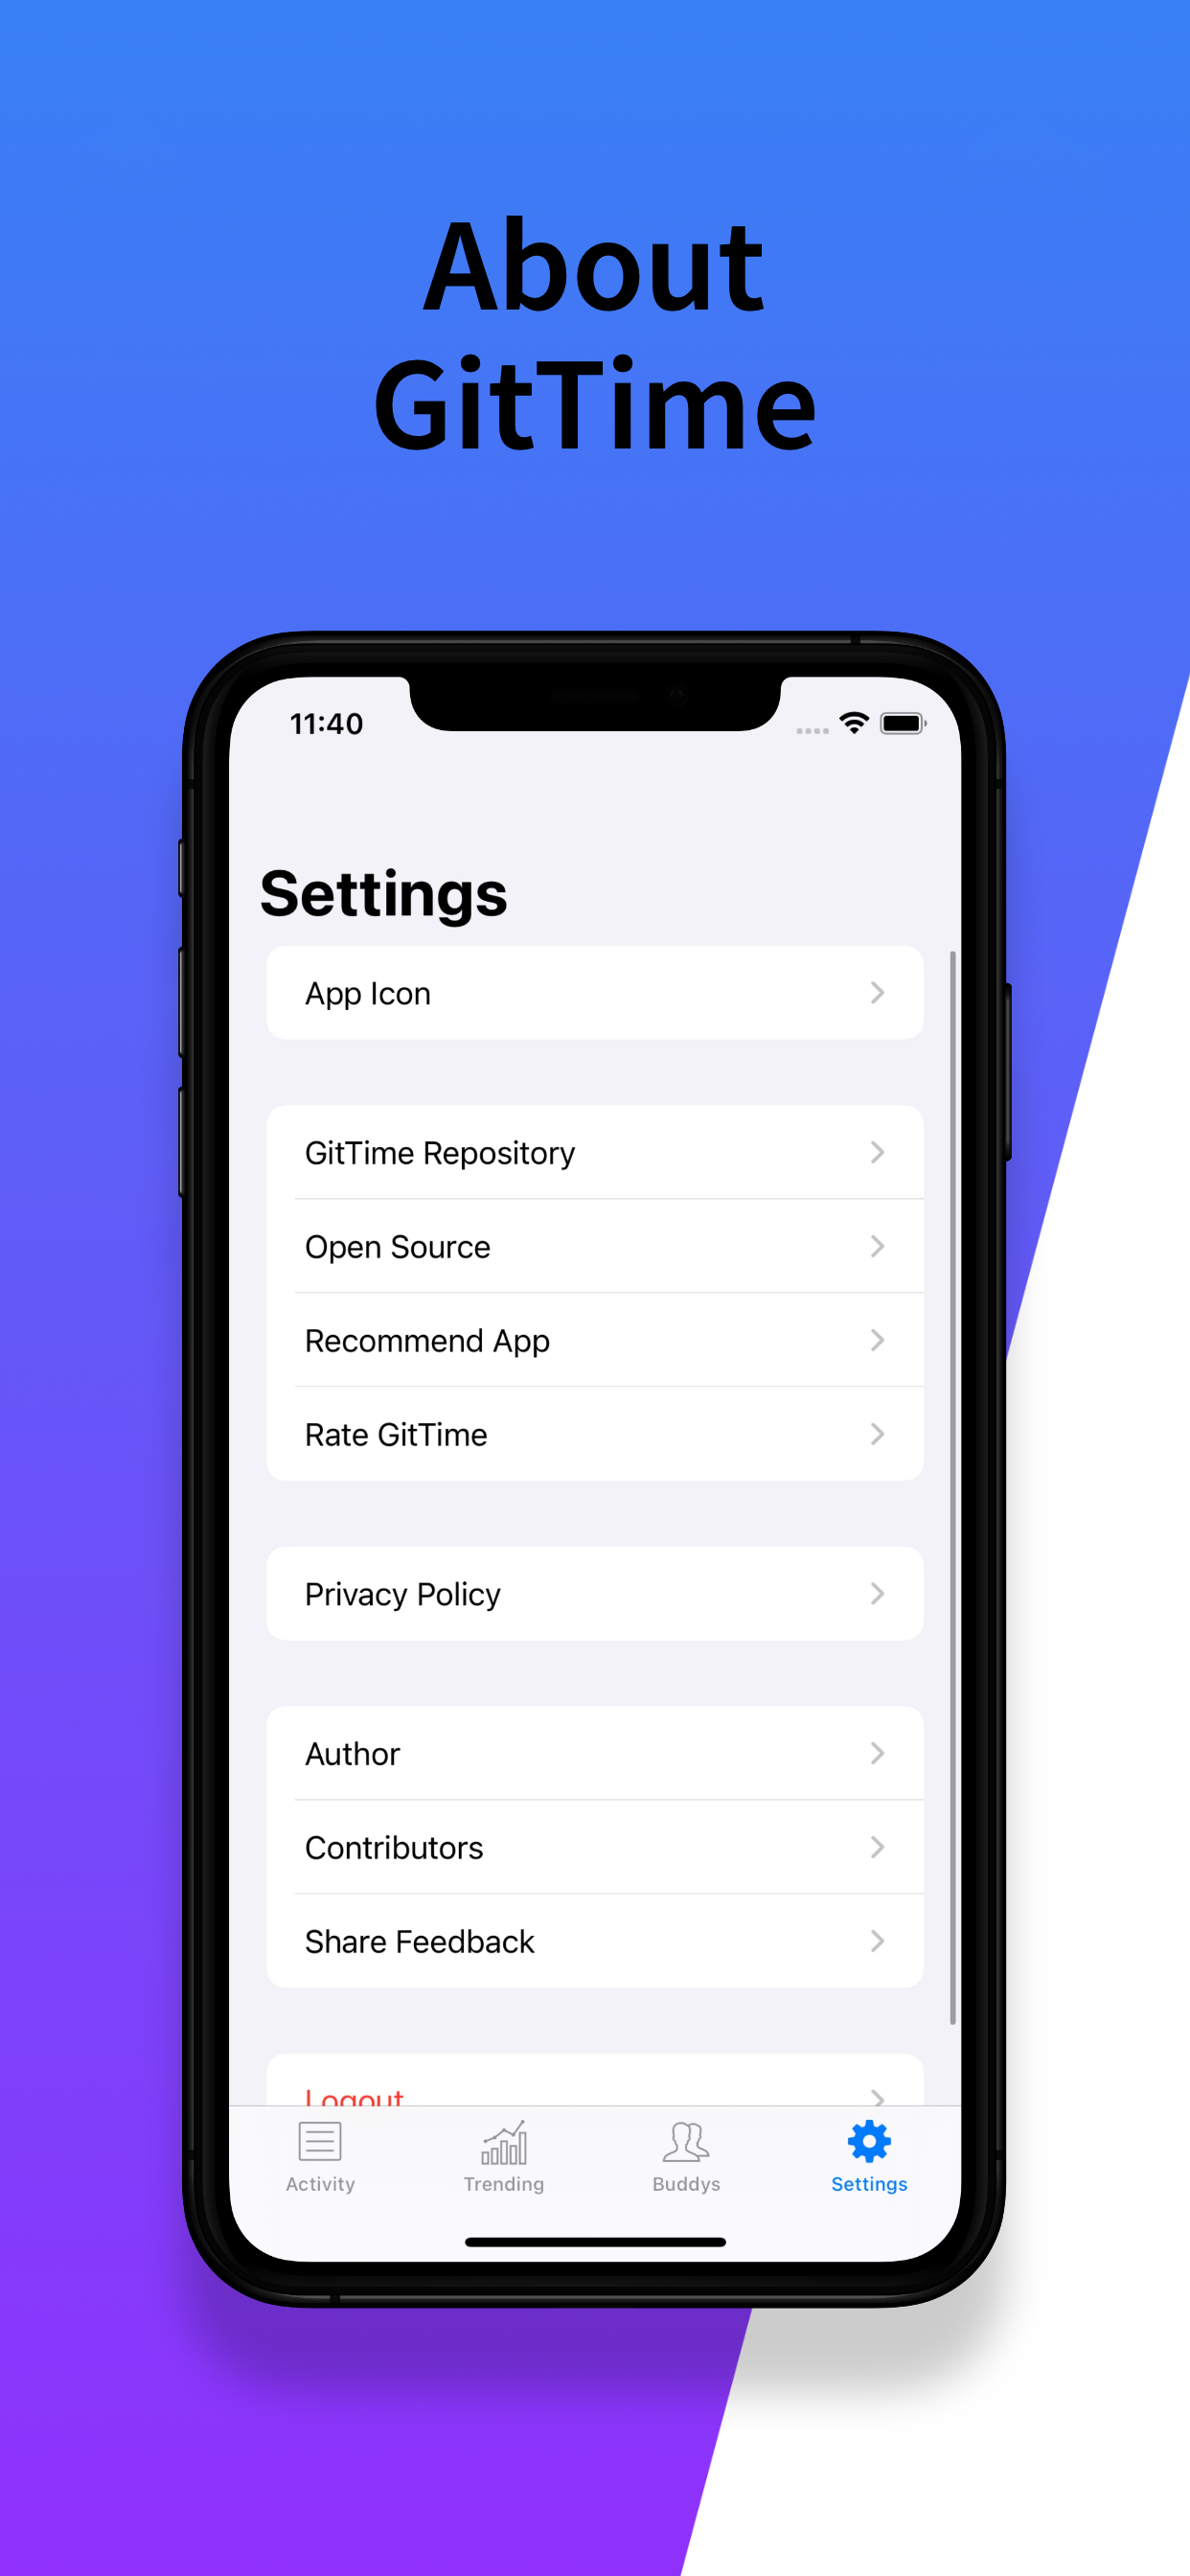 About
GitTime
11:40
Settings
App Icon
GitTime Repository
Open Source
Recommend App
Rate GitTime
Privacy Policy
Author
Contributors
Share Feedback
Logout
Activity Trending Buddys Settings